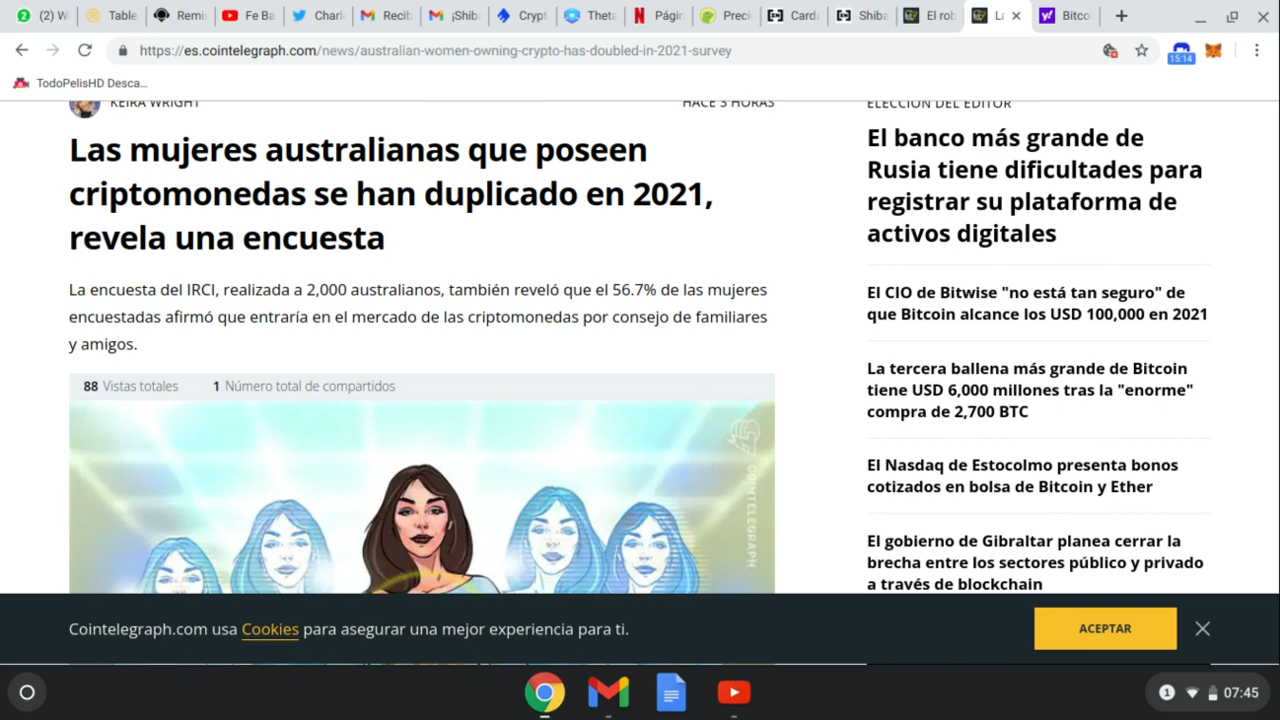 (2) W
Table
Remi
Fe Ba
Charl
Recib
¡Shib
Crypt
Theta
Págin
Preci
Carda
Shiba
El rob
La
Bitco
https://es.cointelegraph.com/news/australian-women-owning-crypto-has-doubled-in-2021-survey
15:14
TodoPelisHD Desca...
KEIRA WRIGHT
HACE 3 HORAS
Las mujeres australianas que poseen
criptomonedas se han duplicado en 2021,
revela una encuesta
La encuesta del IRCI, realizada a 2,000 australianos, también reveló que el 56.7% de las mujeres
encuestadas afirmó que entraría en el mercado de las criptomonedas por consejo de familiares
y amigos.
88 Vistas totales
1 Número total de compartidos
COINTELEGRAPH
ELECCIÓN DEL EDITOR
El banco más grande de
Rusia tiene dificultades para
registrar su plataforma de
activos digitales
El CIO de Bitwise "no está tan seguro" de
que Bitcoin alcance los USD 100,000 en 2021
La tercera ballena más grande de Bitcoin
tiene USD 6,000 millones tras la "enorme"
compra de 2,700 BTC
El Nasdaq de Estocolmo presenta bonos
cotizados en bolsa de Bitcoin y Ether
El gobierno de Gibraltar planea cerrar la
brecha entre los sectores público y privado
a través de blockchain
Cointelegraph.com usa Cookies para asegurar una mejor experiencia para ti.
ACEPTAR
1
07:45